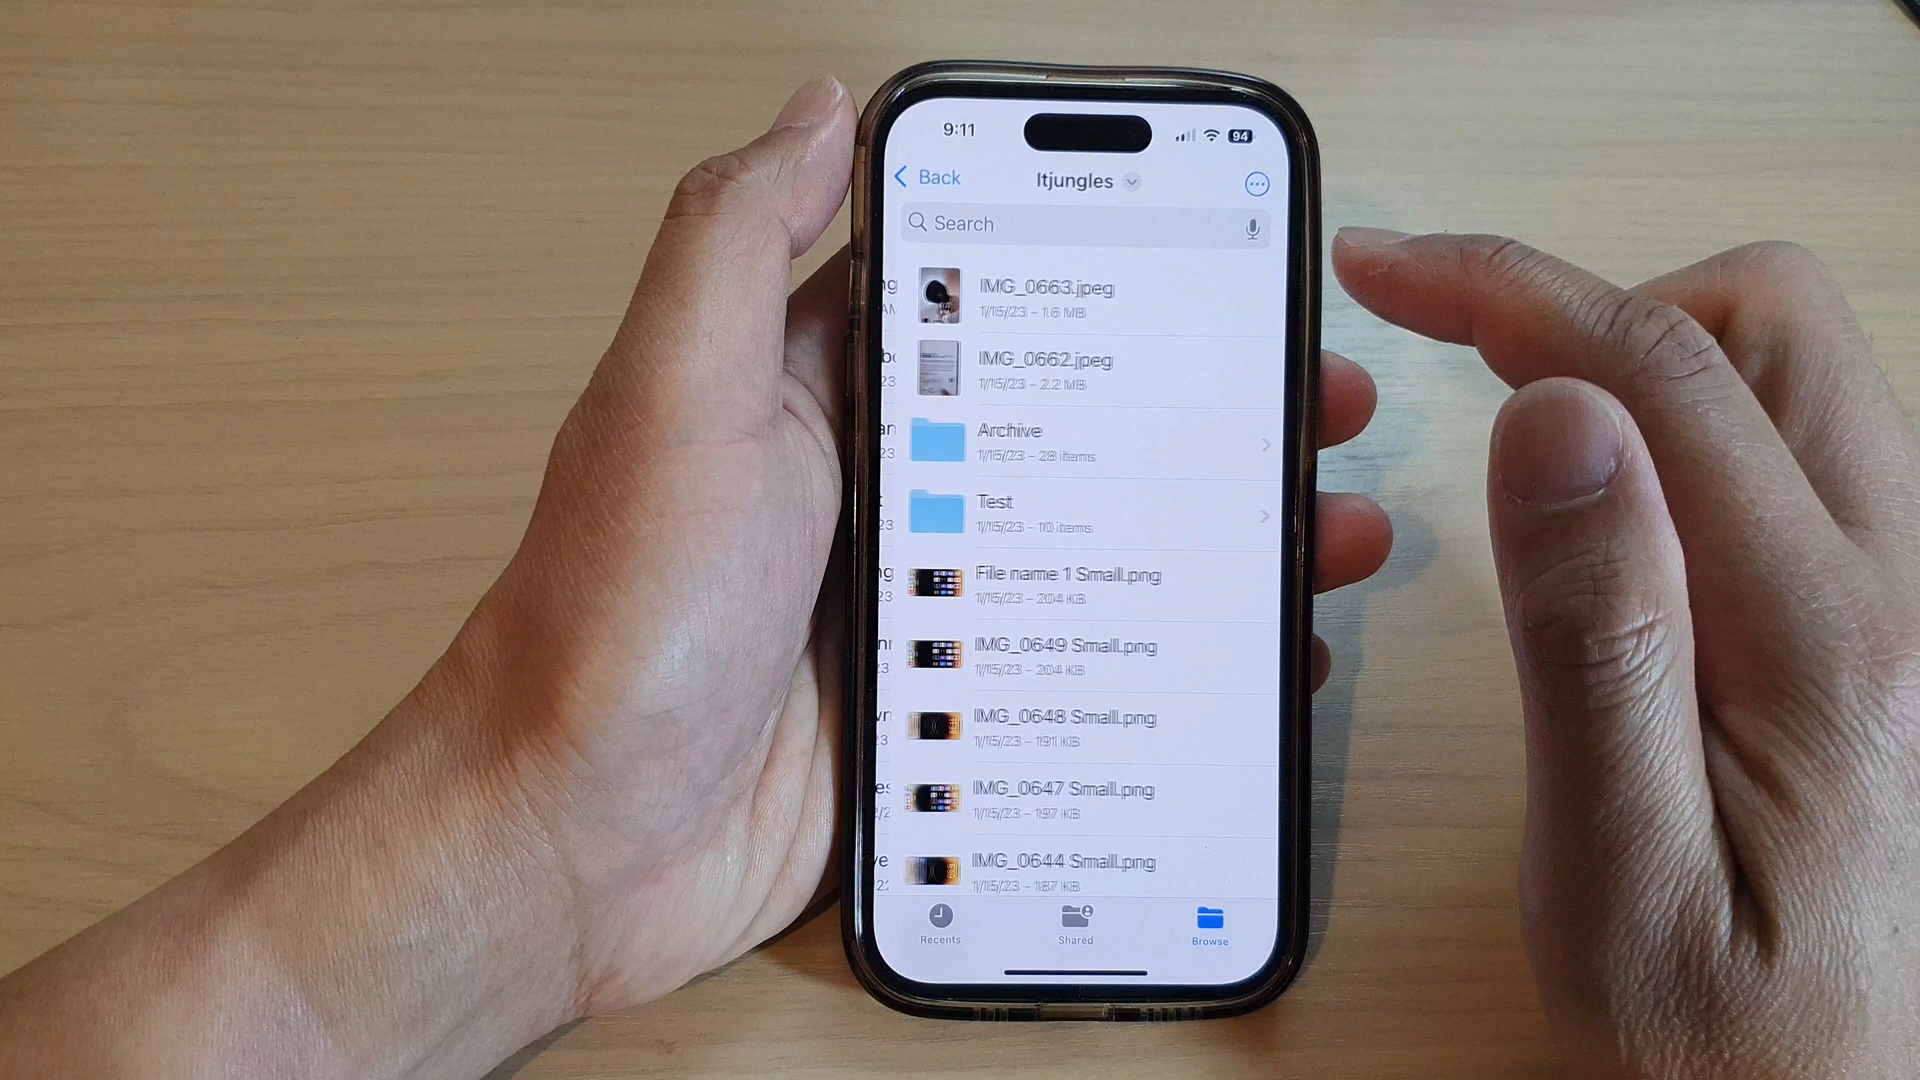 9:11
94
Back
Itjungles
Search
IMG_0663.jpeg
1/15/23 - 1.6 MB
IMG_0662.jpeg
1/15/23 - 2.2 MB
Archive
1/15/23 - 28 items
Test
1/15/23 - 10 items
File name 1 Small.png
1/15/23 - 204 KB
IMG_0649 Small.png
1/15/23 - 204 KB
IMG_0648 Small.png
1/15/23 - 191 KB
IMG_0647 Small.png
1/15/23 - 197 KB
IMG_0644 Small.png
1/15/23 - 187 KB
Recents
Shared
Browse